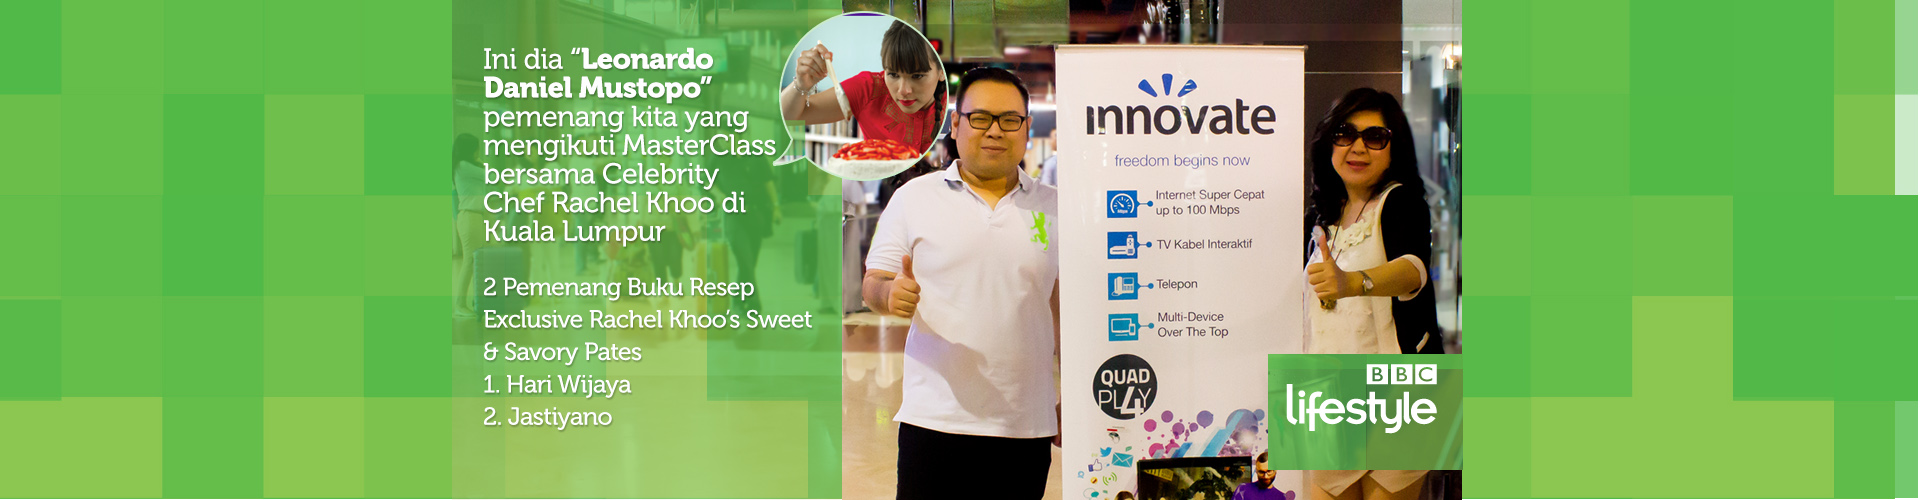 Ini dia “Leonardo
Daniel Mustopo”
pemenang kita yang
mengikuti MasterClass
bersama Celebrity
Chef Rachel Khoo di
Kuala Lumpur
2 Pemenang Buku Resep
Exclusive Rachel Khoo’s Sweet
& Savory Pates
1. Hari Wijaya
2. Jastiyano
innovate
freedom begins now
Internet Super Cepat
up to 100 Mbps
TV Kabel Interaktif
Telepon
Multi-Device
Over The Top
QUAD
PL4Y
BBC
lifestyle